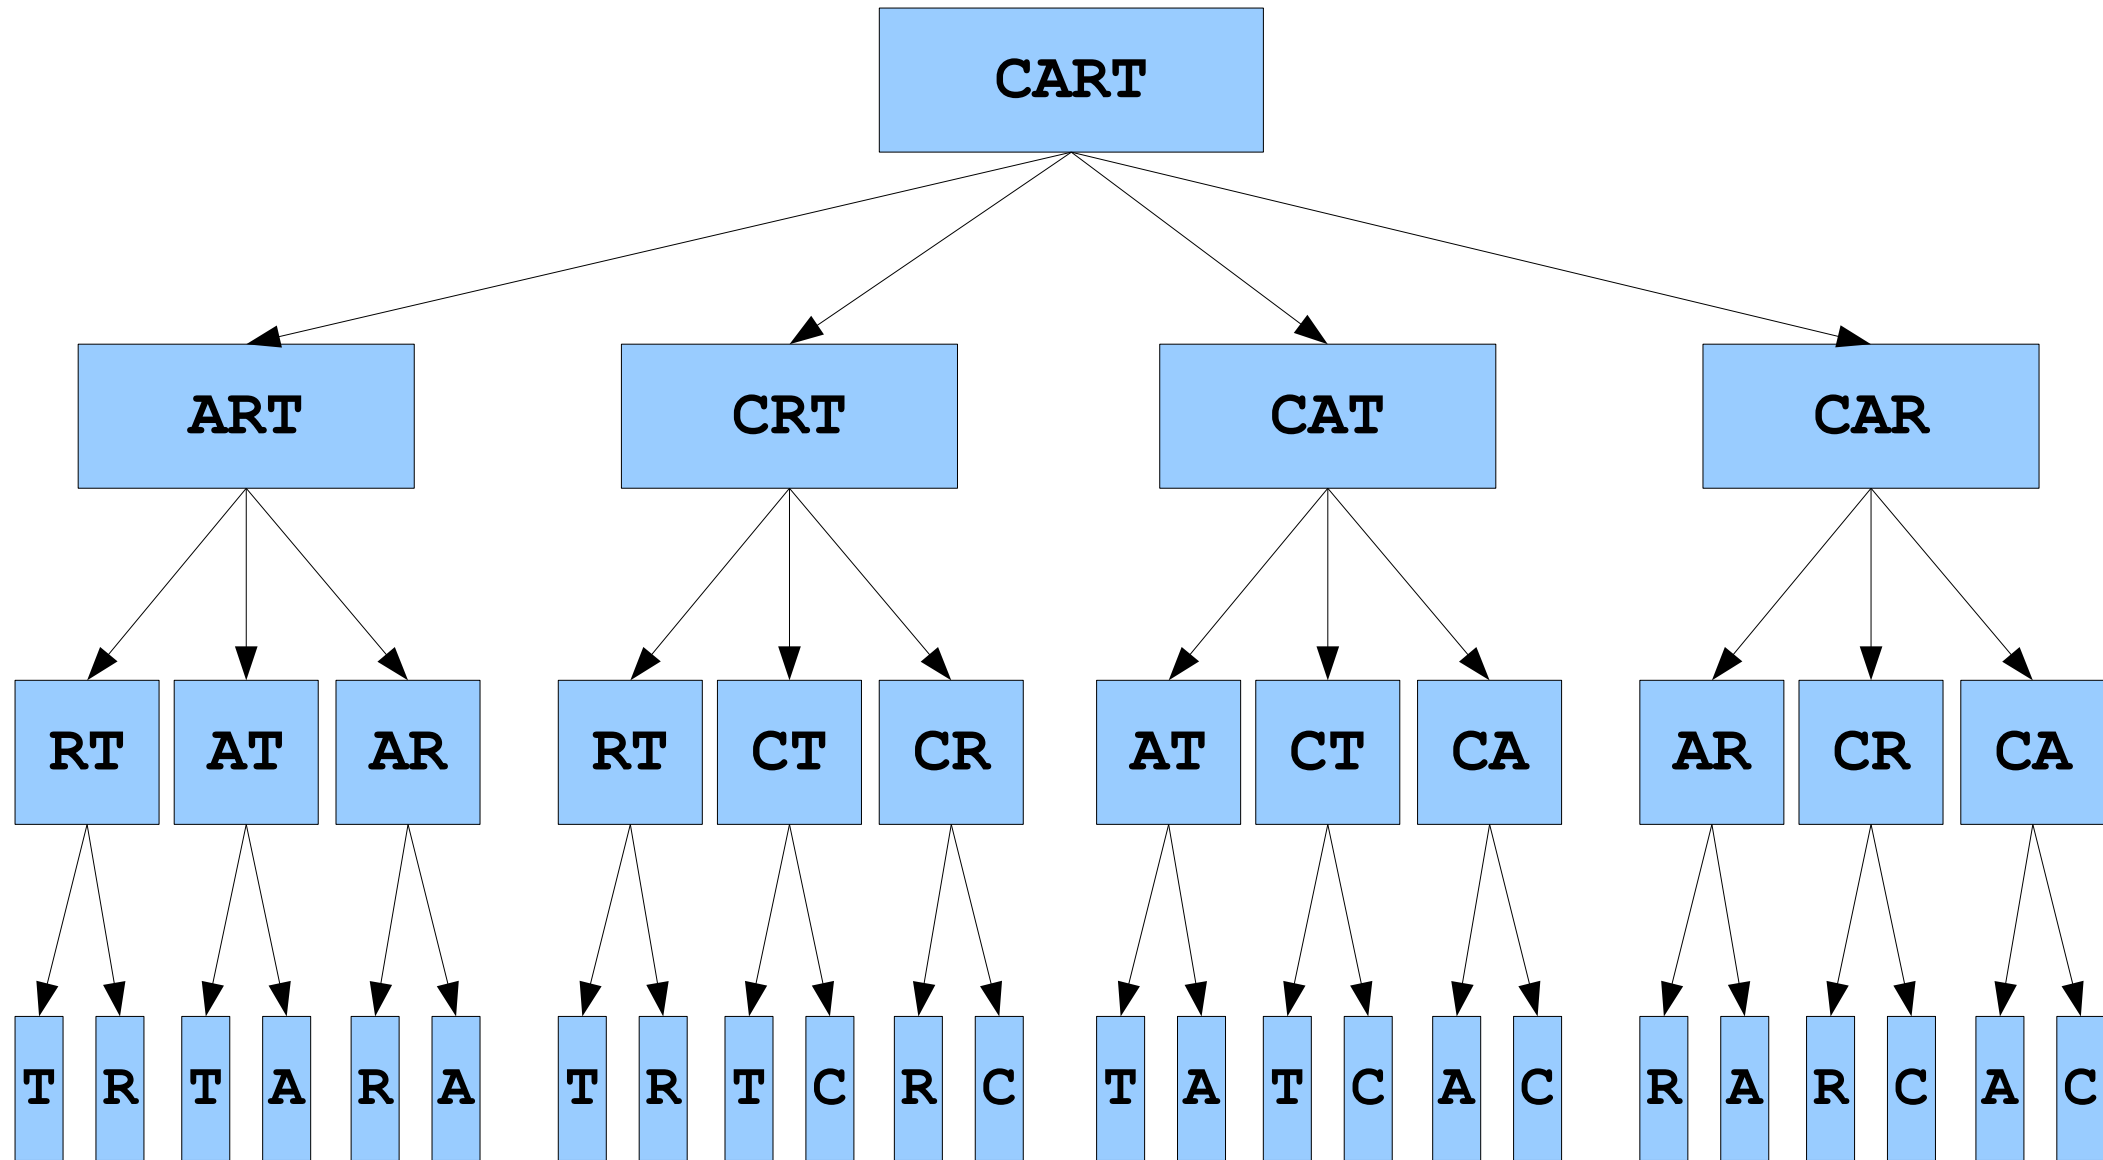 CART
ART CRT CAT CAR
RT AT AR RT CT CR AT CT CA AR CR CA
T R T A R A T R T C R C T A T C A C R A R C A C